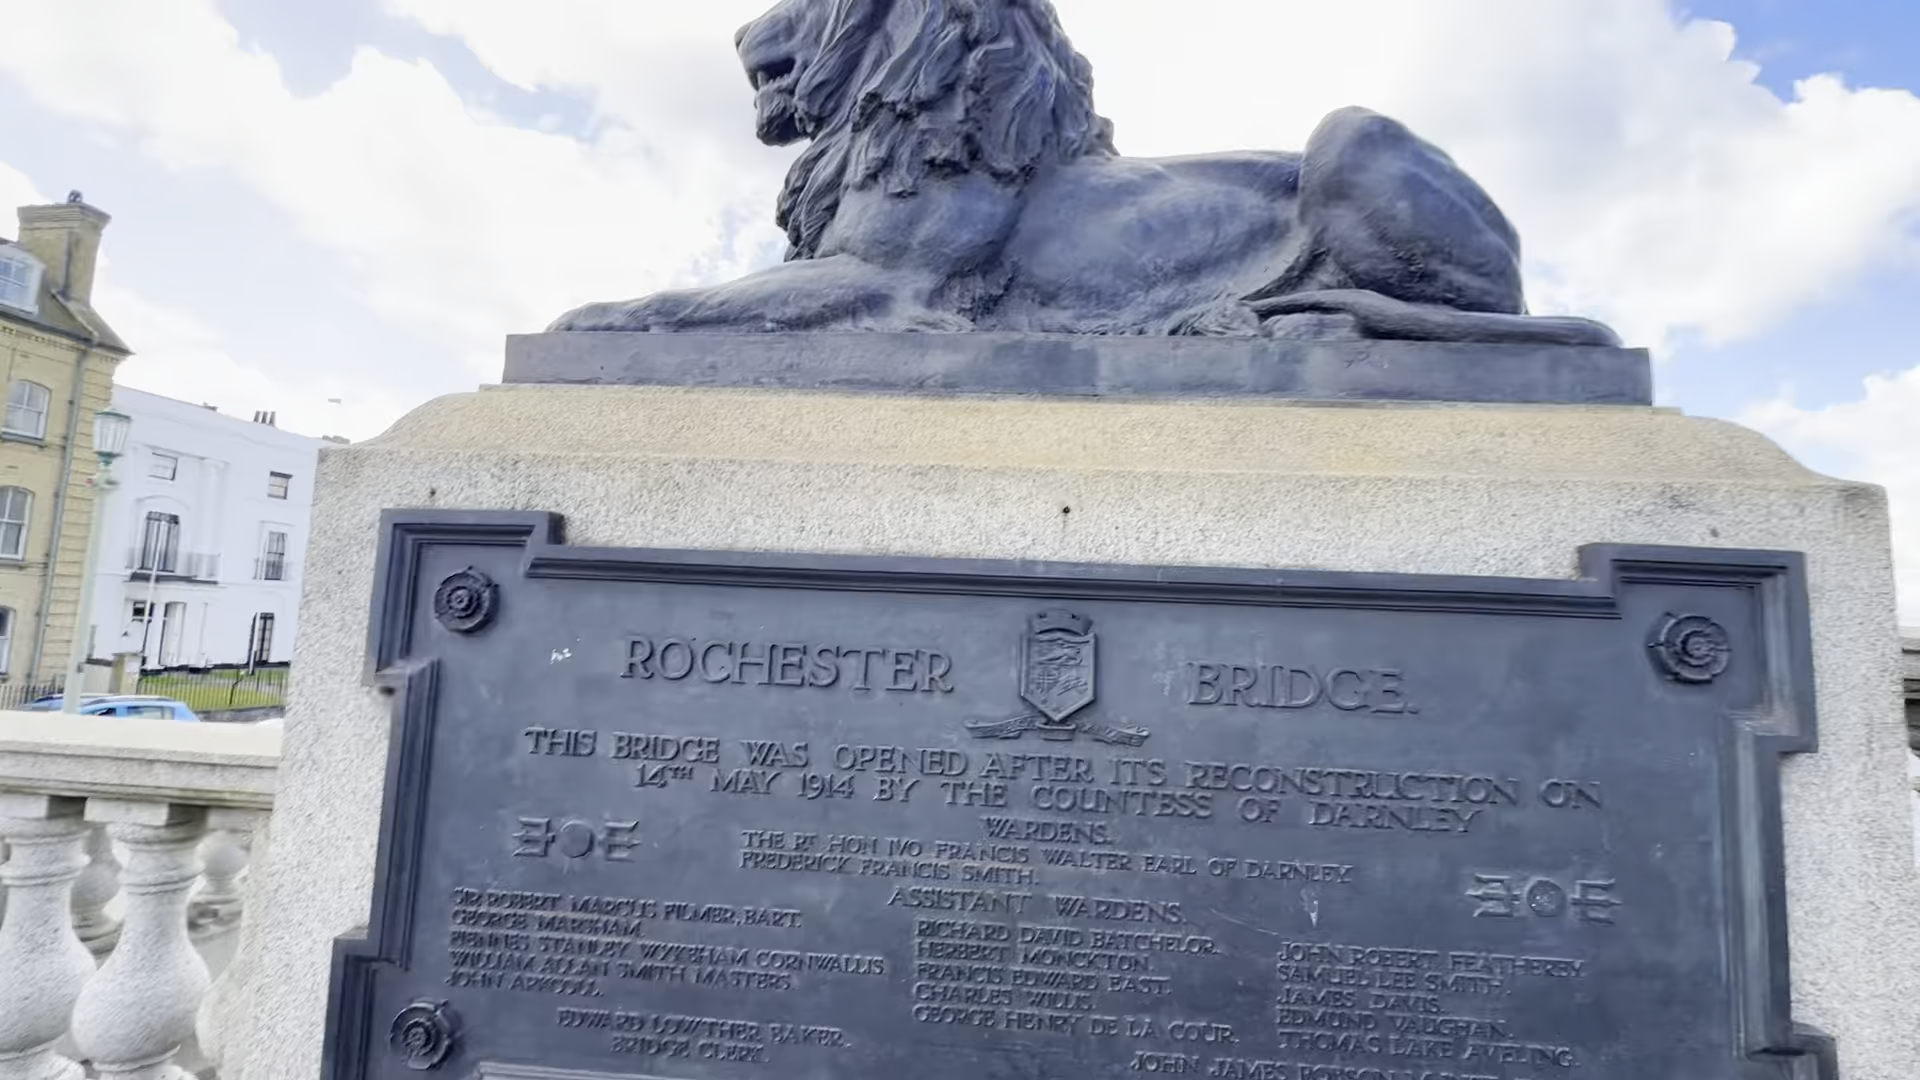 ROCHESTER BRIDGE.
THIS BRIDGE WAS OPENED AFTER ITS RECONSTRUCTION ON
14TH MAY 1914 BY THE COUNTESS OF DARNLEY
WARDENS.
THE RT HON IVO FRANCIS WALTER EARL OF DARNLEY
FREDERICK FRANCIS SMITH.
ASSISTANT WARDENS.
SIR ROBERT MARCUS FILMER, BART.
GEORGE MARSHAM.
FIENNES STANLEY WYKEHAM CORNWALLIS.
WILLIAM ALLAN SMITH MASTERS.
JOHN ARKCOLL.
RICHARD DAVID BATCHELOR.
HERBERT MONCKTON.
FRANCIS EDWARD EAST.
CHARLES WILLIS.
GEORGE HENRY DE LA COUR.
JOHN ROBERT FEATHERBY.
SAMUEL LEE SMITH.
JAMES DAVIS.
EDMUND VAUGHAN.
THOMAS LAKE AVELING.
EDWARD LOWTHER BAKER.
BRIDGE CLERK.
JOHN JAMES ROBSON